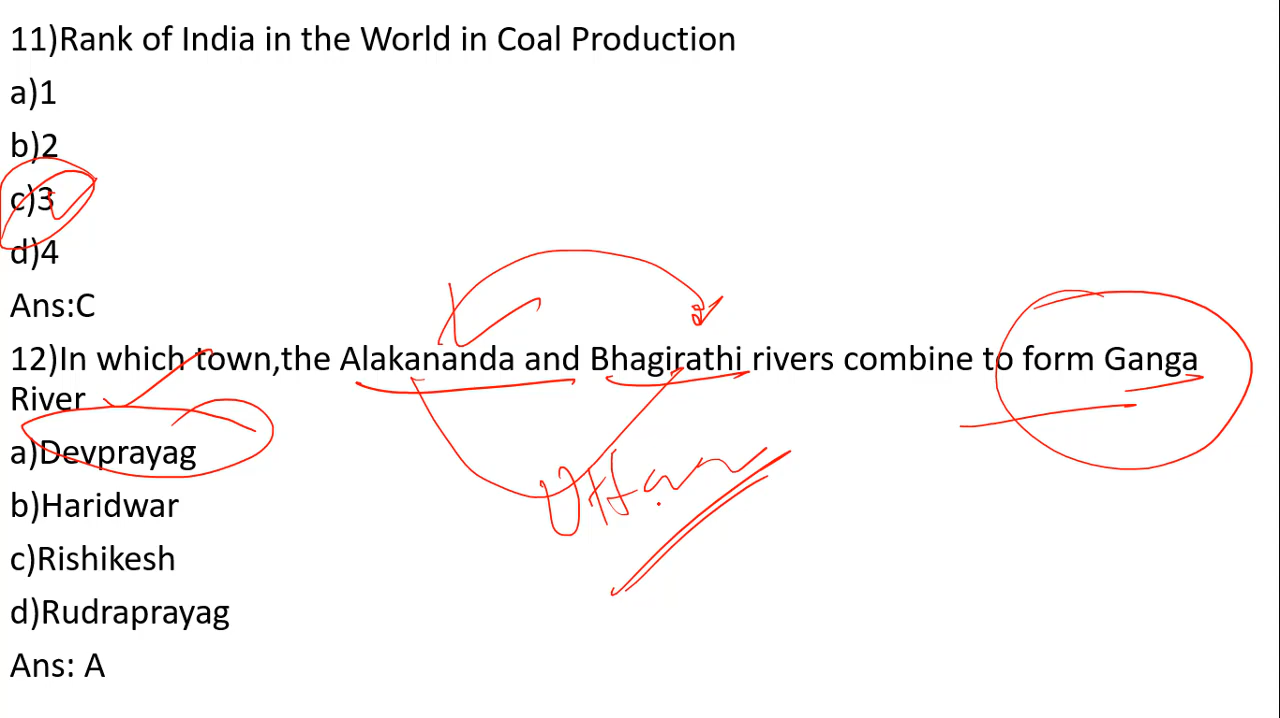 11)Rank of India in the World in Coal Production
a)1
b)2
c)3
d)4
Ans:C
12)In which town,the Alakananda and Bhagirathi rivers combine to form Ganga
River
a)Devprayag
b)Haridwar
c)Rishikesh
d)Rudraprayag
Ans: A